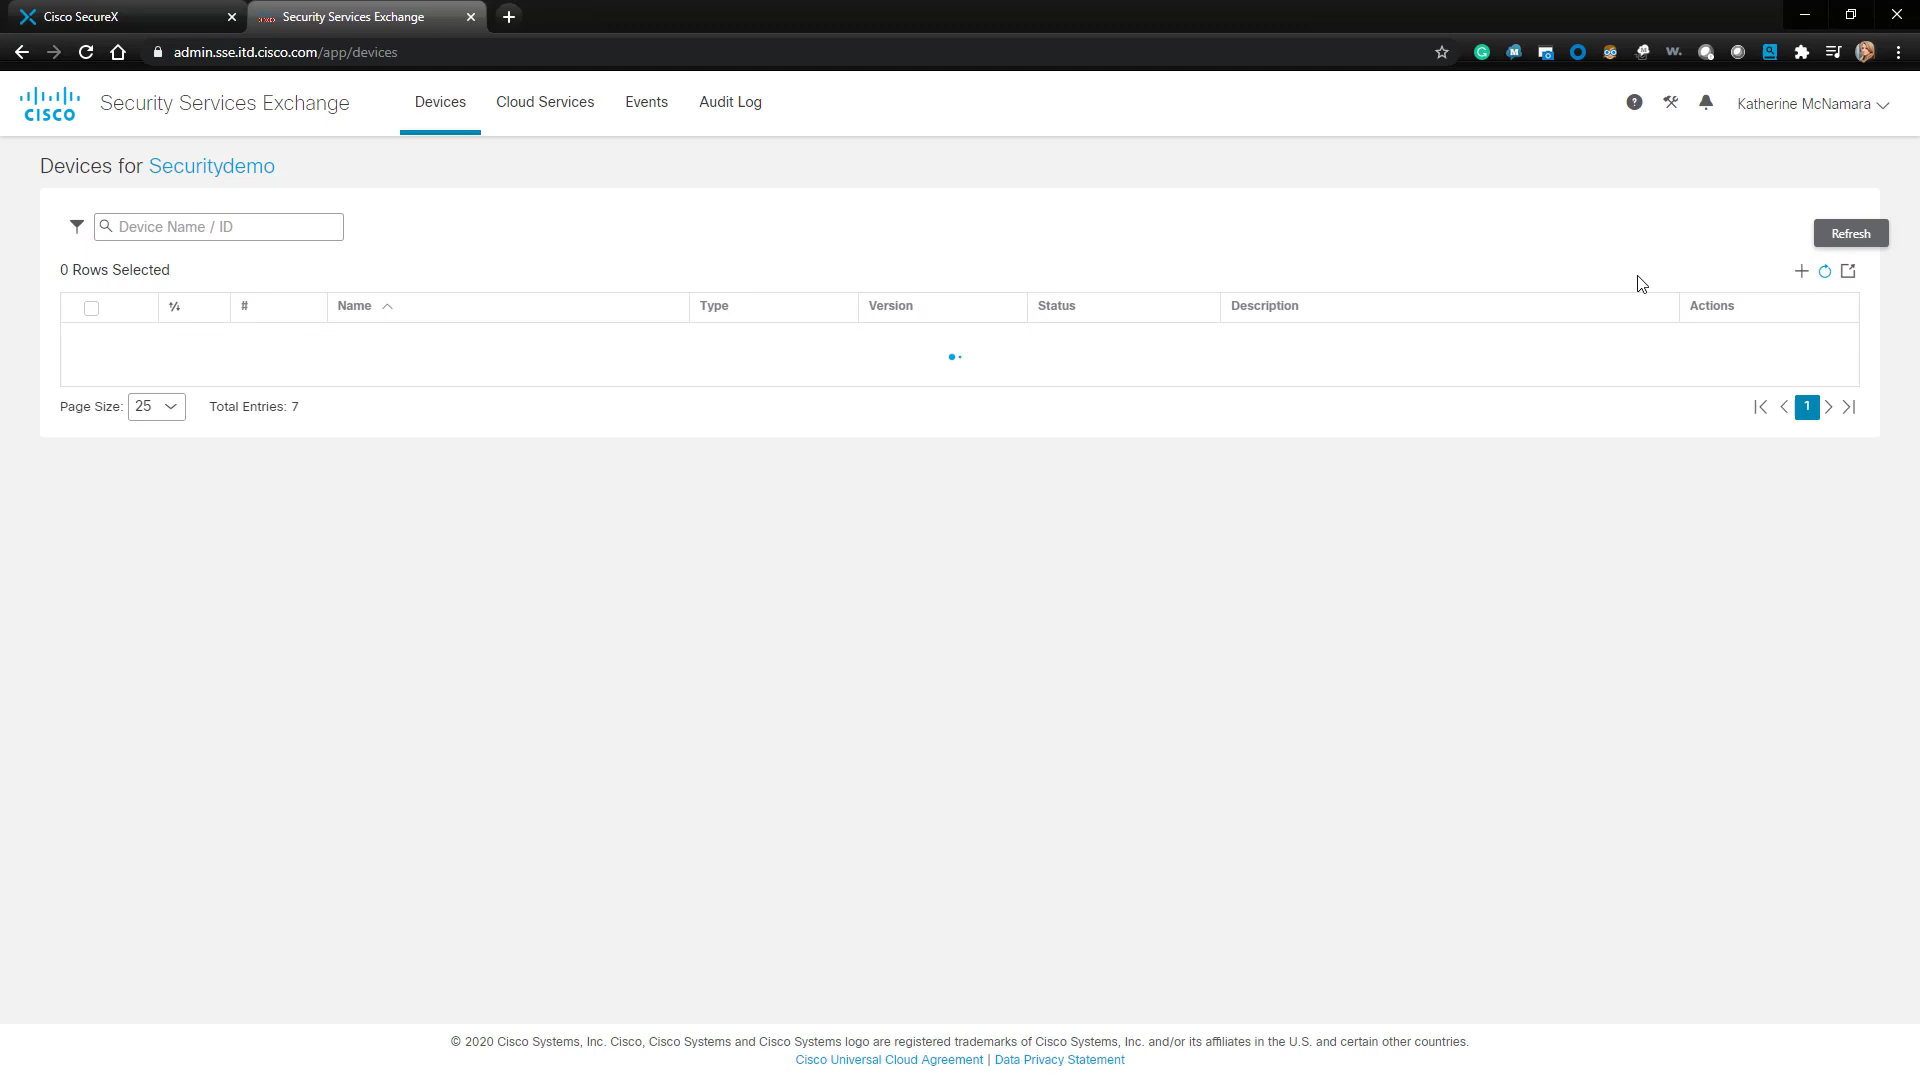 Cisco SecureX
Security Services Exchange
admin.sse.itd.cisco.com/app/devices
CISCO
Security Services Exchange
Devices
Cloud Services
Events
Audit Log
Katherine McNamara
Devices for Securitydemo
Device Name / ID
Refresh
0 Rows Selected
#
Name
Type
Version
Status
Description
Actions
Page Size: 25
Total Entries: 7
1
© 2020 Cisco Systems, Inc. Cisco, Cisco Systems and Cisco Systems logo are registered trademarks of Cisco Systems, Inc. and/or its affiliates in the U.S. and certain other countries.
Cisco Universal Cloud Agreement | Data Privacy Statement